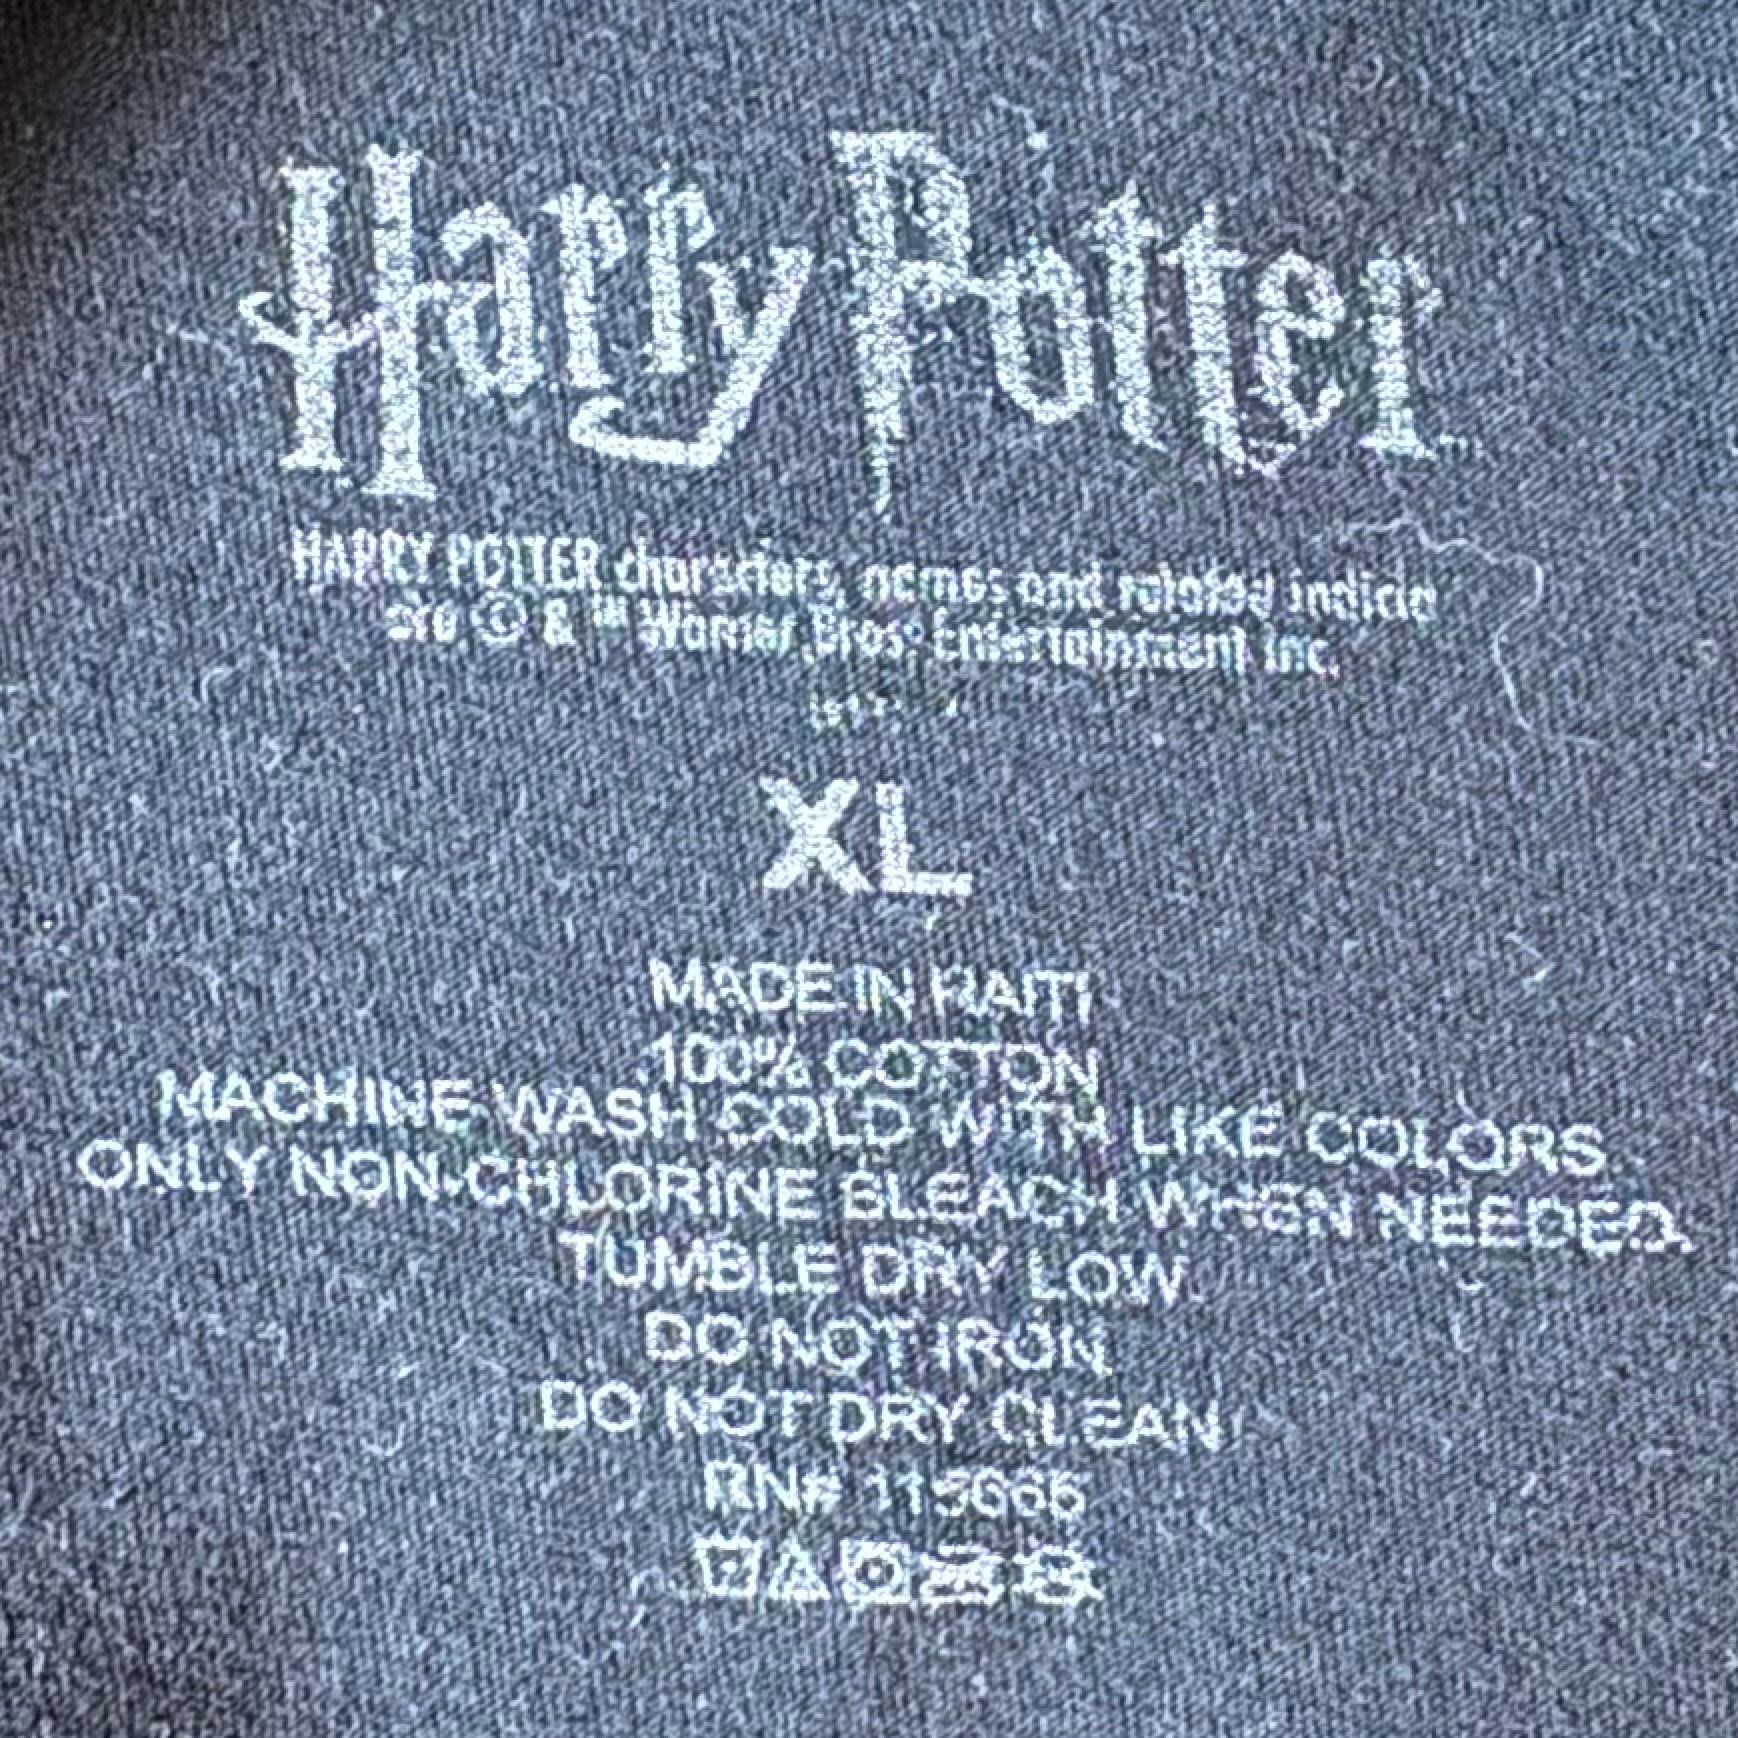 Harry Potter
HARRY POTTER characters, names and related indicia
are © & ™ Warner Bros. Entertainment Inc.
XL
MADE IN HAITI
100% COTTON
MACHINE WASH COLD WITH LIKE COLORS.
ONLY NON-CHLORINE BLEACH WHEN NEEDED.
TUMBLE DRY LOW.
DO NOT IRON.
DO NOT DRY CLEAN
RN#